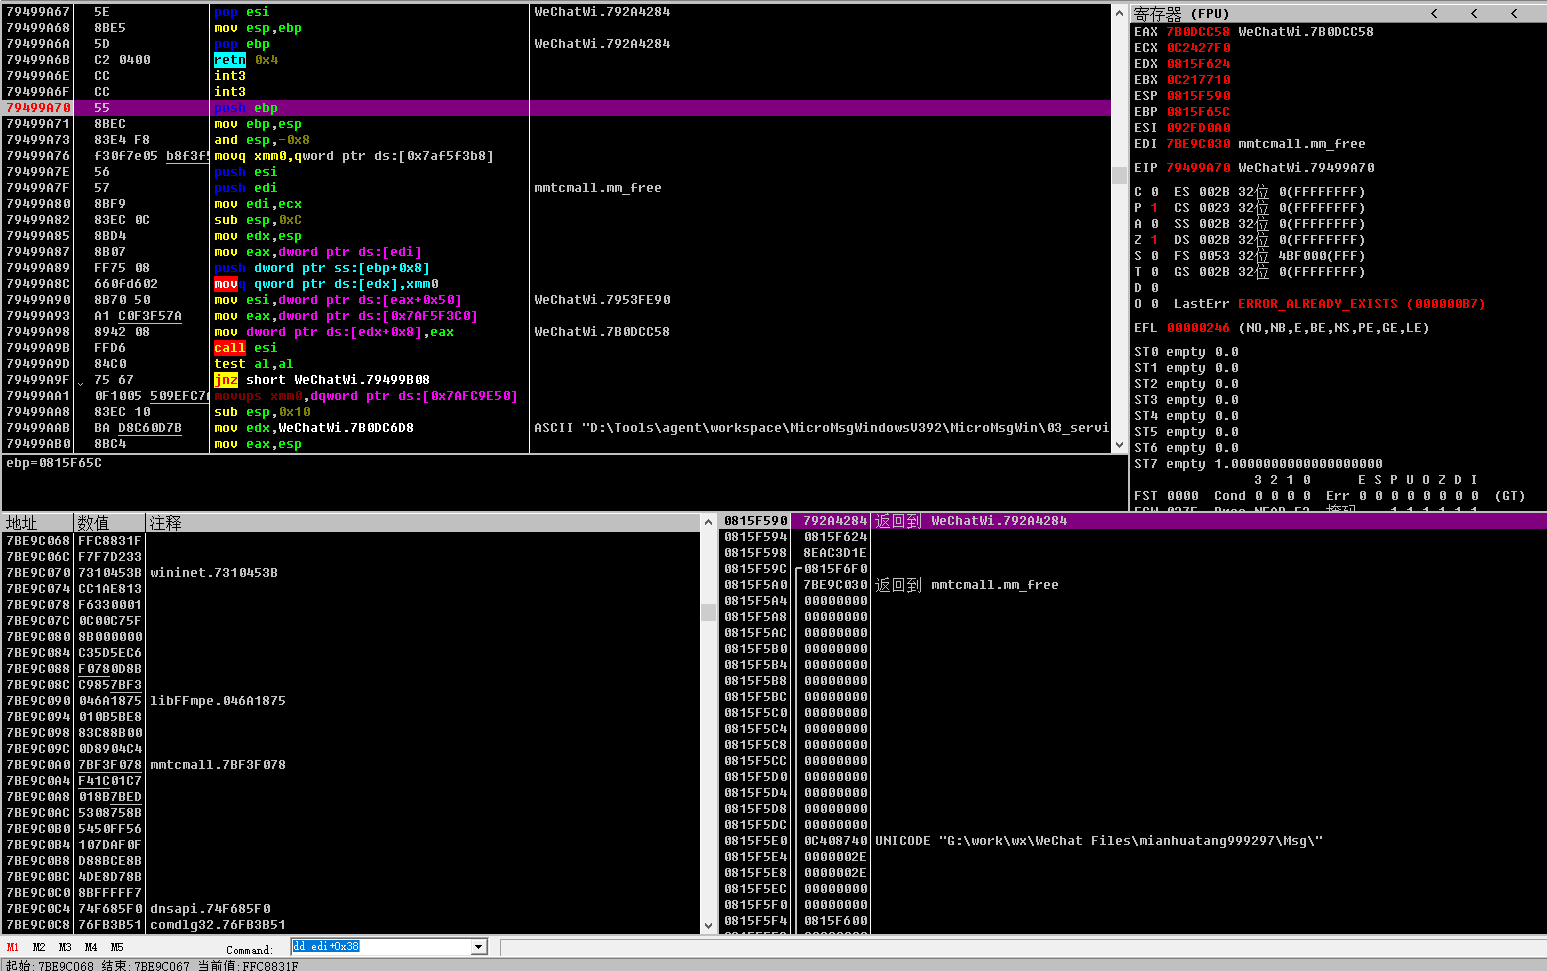 79499A67 5E pop esi WeChatWi.792A4284
79499A68 8BE5 mov esp,ebp
79499A6A 5D pop ebp WeChatWi.792A4284
79499A6B C2 0400 retn 0x4
79499A6E CC int3
79499A6F CC int3
79499A70 55 push ebp
79499A71 8BEC mov ebp,esp
79499A73 83E4 F8 and esp,-0x8
79499A76 f30f7e05 b8f3f5 movq xmm0,qword ptr ds:[0x7af5f3b8]
79499A7E 56 push esi
79499A7F 57 push edi mmtcmall.mm_free
79499A80 8BF9 mov edi,ecx
79499A82 83EC 0C sub esp,0xC
79499A85 8BD4 mov edx,esp
79499A87 8B07 mov eax,dword ptr ds:[edi]
79499A89 FF75 08 push dword ptr ss:[ebp+0x8]
79499A8C 660fd602 movq qword ptr ds:[edx],xmm0
79499A90 8B70 50 mov esi,dword ptr ds:[eax+0x50] WeChatWi.7953FE90
79499A93 A1 C0F3F57A mov eax,dword ptr ds:[0x7AF5F3C0]
79499A98 8942 08 mov dword ptr ds:[edx+0x8],eax WeChatWi.7B0DCC58
79499A9B FFD6 call esi
79499A9D 84C0 test al,al
79499A9F 75 67 jnz short WeChatWi.79499B08
79499AA1 0F1005 509EFC7A movups xmm0,dqword ptr ds:[0x7AFC9E50]
79499AA8 83EC 10 sub esp,0x10
79499AAB BA D8C60D7B mov edx,WeChatWi.7B0DC6D8 ASCII "D:\Tools\agent\workspace\MicroMsgWindowsV392\MicroMsgWin\03_servi
79499AB0 8BC4 mov eax,esp
ebp=0815F65C
寄存器 (FPU) < < <
EAX 7B0DCC58 WeChatWi.7B0DCC58
ECX 0C2427F0
EDX 0815F624
EBX 0C217710
ESP 0815F590
EBP 0815F65C
ESI 092FD0A0
EDI 7BE9C030 mmtcmall.mm_free
EIP 79499A70 WeChatWi.79499A70
C 0 ES 002B 32位 0(FFFFFFFF)
P 1 CS 0023 32位 0(FFFFFFFF)
A 0 SS 002B 32位 0(FFFFFFFF)
Z 1 DS 002B 32位 0(FFFFFFFF)
S 0 FS 0053 32位 4BF000(FFF)
T 0 GS 002B 32位 0(FFFFFFFF)
D 0
O 0 LastErr ERROR_ALREADY_EXISTS (000000B7)
EFL 00000246 (NO,NB,E,BE,NS,PE,GE,LE)
ST0 empty 0.0
ST1 empty 0.0
ST2 empty 0.0
ST3 empty 0.0
ST4 empty 0.0
ST5 empty 0.0
ST6 empty 0.0
ST7 empty 1.0000000000000000000
3 2 1 0 E S P U O Z D I
FST 0000 Cond 0 0 0 0 Err 0 0 0 0 0 0 0 0 (GT)
地址 数值 注释
7BE9C068 FFC8831F
7BE9C06C F7F7D233
7BE9C070 7310453B wininet.7310453B
7BE9C074 CC1AE813
7BE9C078 F6330001
7BE9C07C 0C00C75F
7BE9C080 8B000000
7BE9C084 C35D5EC6
7BE9C088 F0780D8B
7BE9C08C C9857BF3
7BE9C090 046A1875 libFFmpe.046A1875
7BE9C094 010B5BE8
7BE9C098 83C88B00
7BE9C09C 0D8904C4
7BE9C0A0 7BF3F078 mmtcmall.7BF3F078
7BE9C0A4 F41C01C7
7BE9C0A8 018B7BED
7BE9C0AC 5308758B
7BE9C0B0 5450FF56
7BE9C0B4 107DAF0F
7BE9C0B8 D88BCE8B
7BE9C0BC 4DE8D78B
7BE9C0C0 8BFFFFF7
7BE9C0C4 74F685F0 dnsapi.74F685F0
7BE9C0C8 76FB3B51 comdlg32.76FB3B51
0815F590 792A4284 返回到 WeChatWi.792A4284
0815F594 0815F624
0815F598 8EAC3D1E
0815F59C 0815F6F0
0815F5A0 7BE9C030 返回到 mmtcmall.mm_free
0815F5A4 00000000
0815F5A8 00000000
0815F5AC 00000000
0815F5B0 00000000
0815F5B4 00000000
0815F5B8 00000000
0815F5BC 00000000
0815F5C0 00000000
0815F5C4 00000000
0815F5C8 00000000
0815F5CC 00000000
0815F5D0 00000000
0815F5D4 00000000
0815F5D8 00000000
0815F5DC 00000000
0815F5E0 0C408740 UNICODE "G:\work\wx\WeChat Files\mianhuatang999297\Msg\"
0815F5E4 0000002E
0815F5E8 0000002E
0815F5EC 00000000
0815F5F0 00000000
0815F5F4 0815F600
M1 M2 M3 M4 M5 Command: dd edi+0x38
起始:7BE9C068 结束:7BE9C067 当前值:FFC8831F